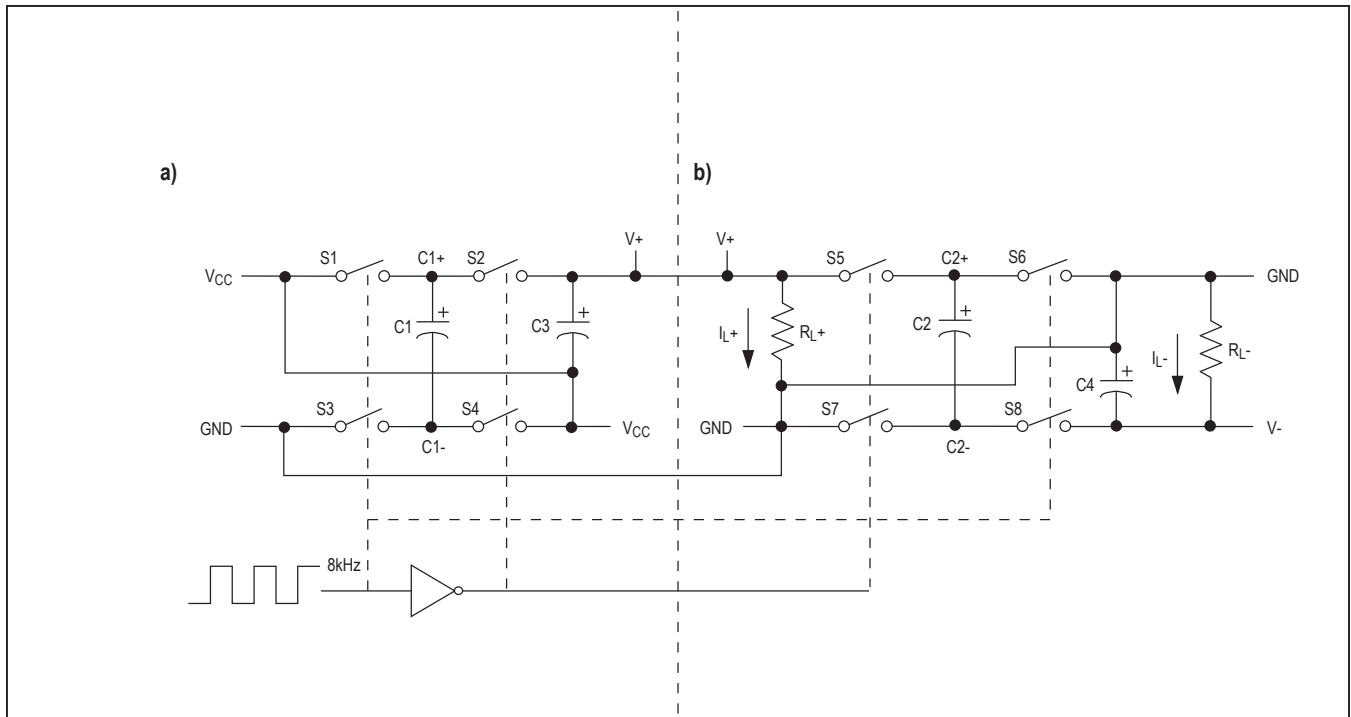 a)
b)
V+
V+
S1
C1+
S2
S5
C2+
S6
VCC
GND
C1
+
C3
+
IL+
RL+
C2
+
IL-
RL-
C4
+
S3
S4
S7
S8
GND
C1-
VCC
GND
C2-
V-
8kHz